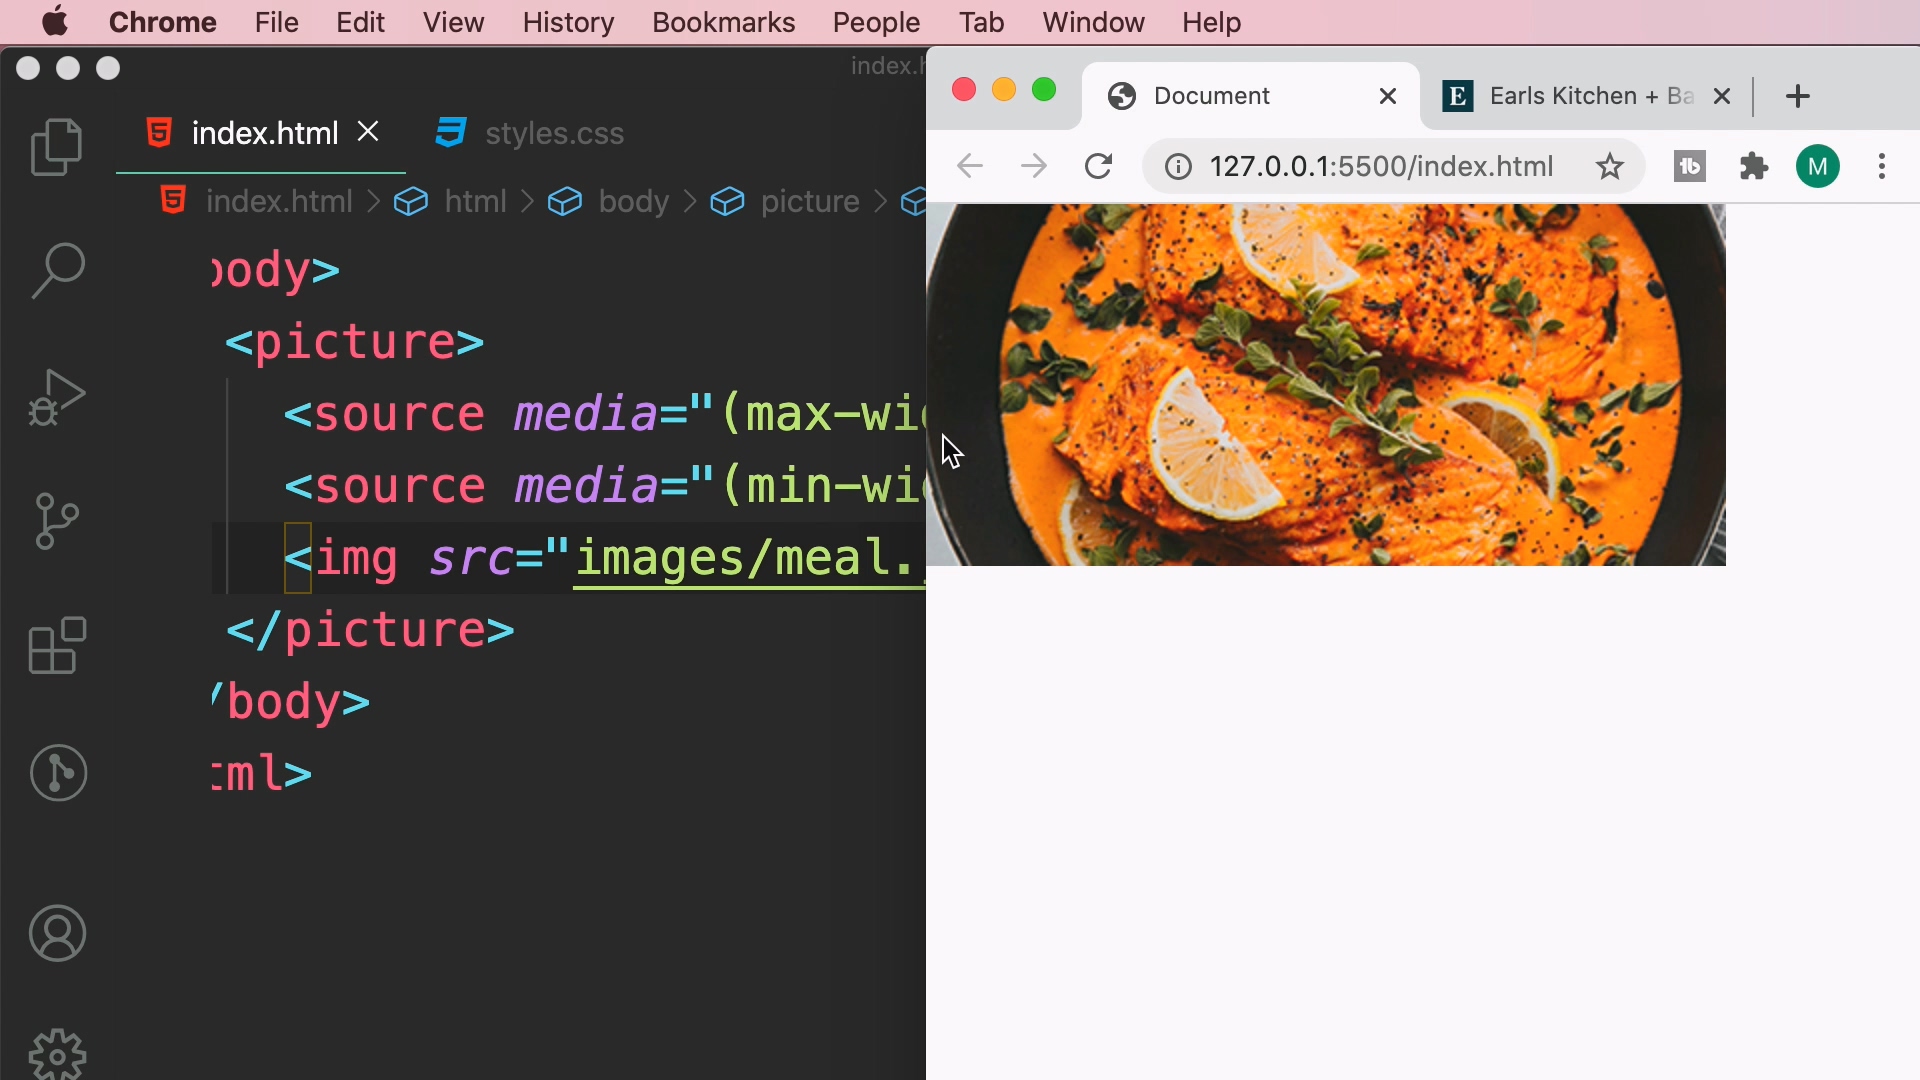 Chrome File Edit View History Bookmarks People Tab Window Help
index.h
index.html styles.css
index.html > html > body > picture >
body>
<picture>
<source media="(max-wi
<source media="(min-wi
<img src="images/meal.
</picture>
/body>
tml>
Document Earls Kitchen + Ba
127.0.0.1:5500/index.html
M